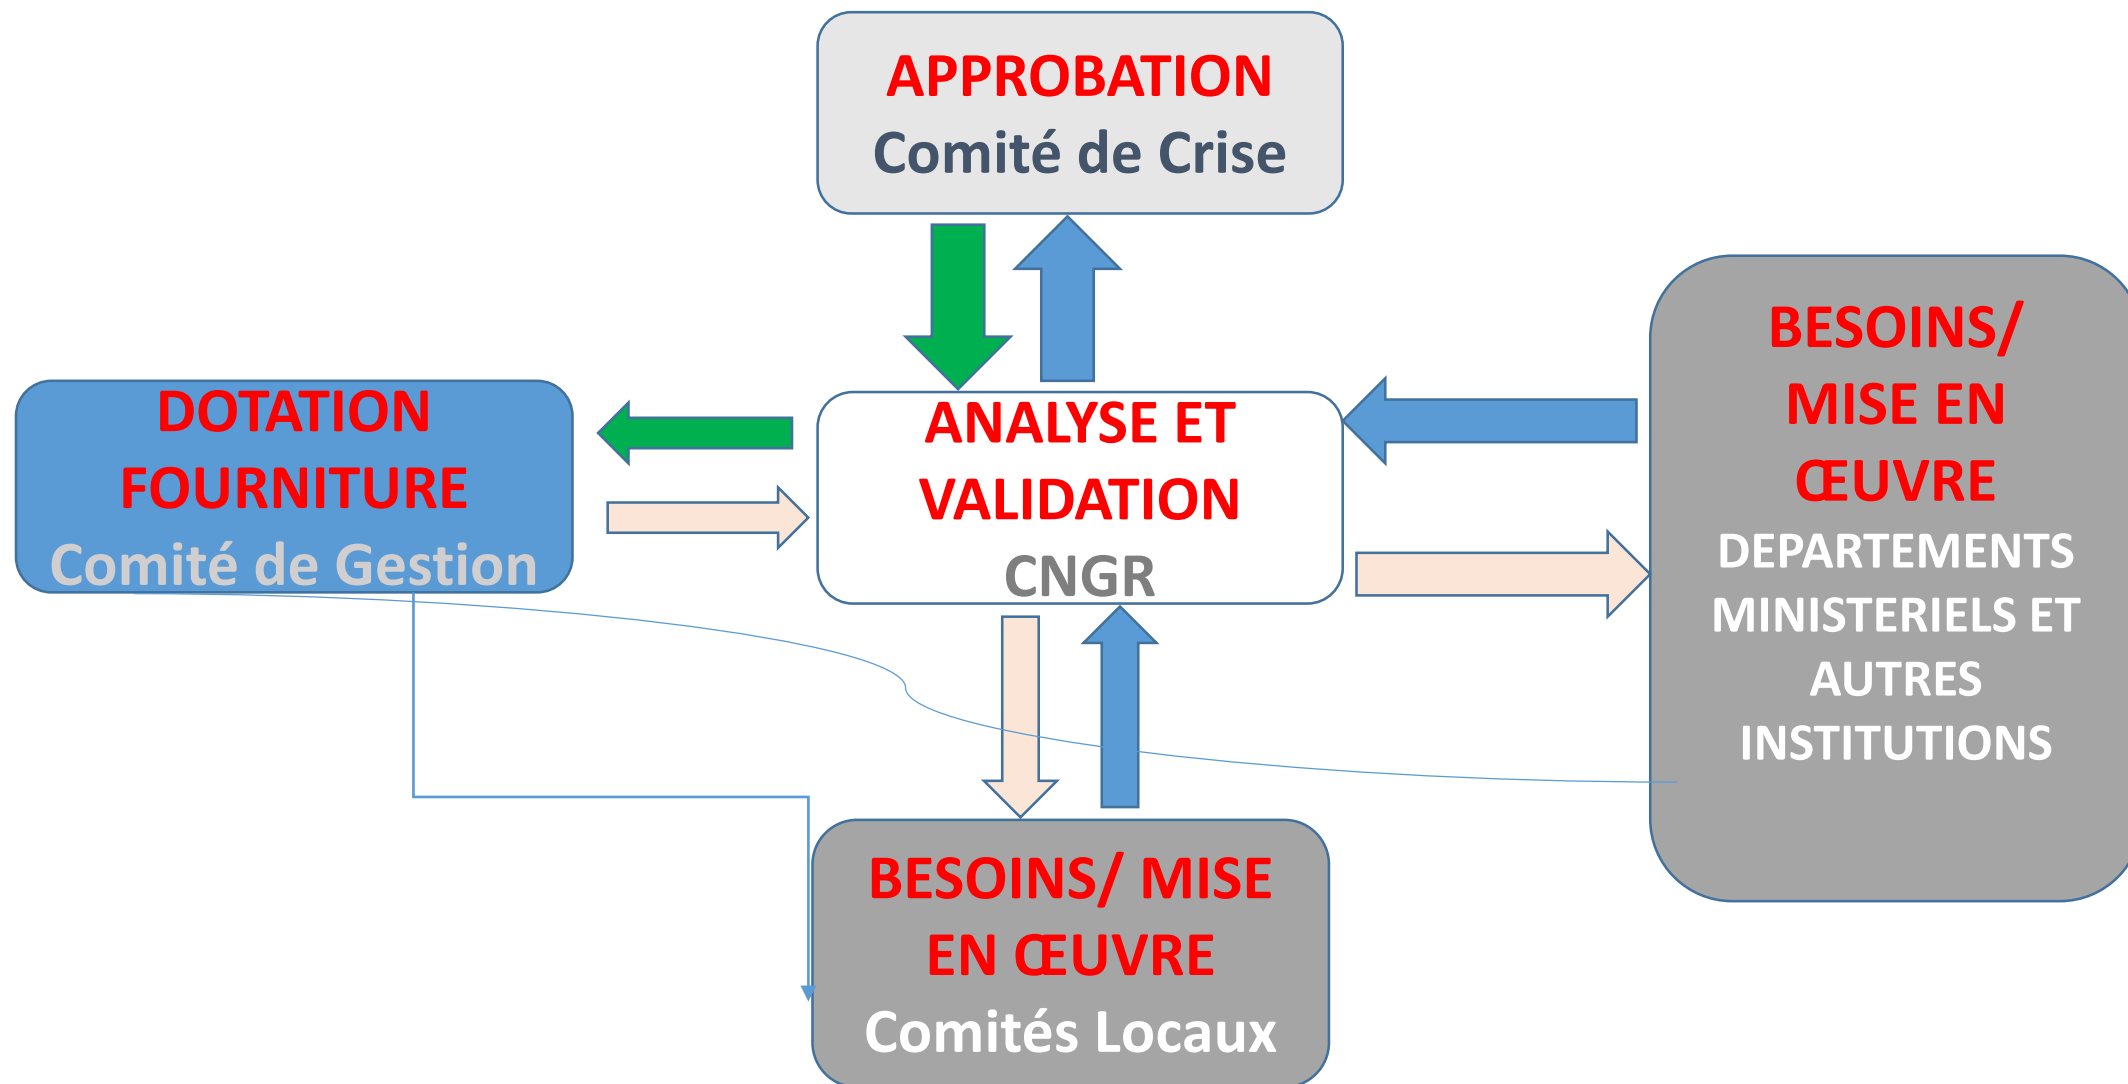 APPROBATION
Comité de Crise
DOTATION
FOURNITURE
Comité de Gestion
ANALYSE ET
VALIDATION
CNGR
BESOINS/
MISE EN
ŒUVRE
DEPARTEMENTS
MINISTERIELS ET
AUTRES
INSTITUTIONS
BESOINS/ MISE
EN ŒUVRE
Comités Locaux